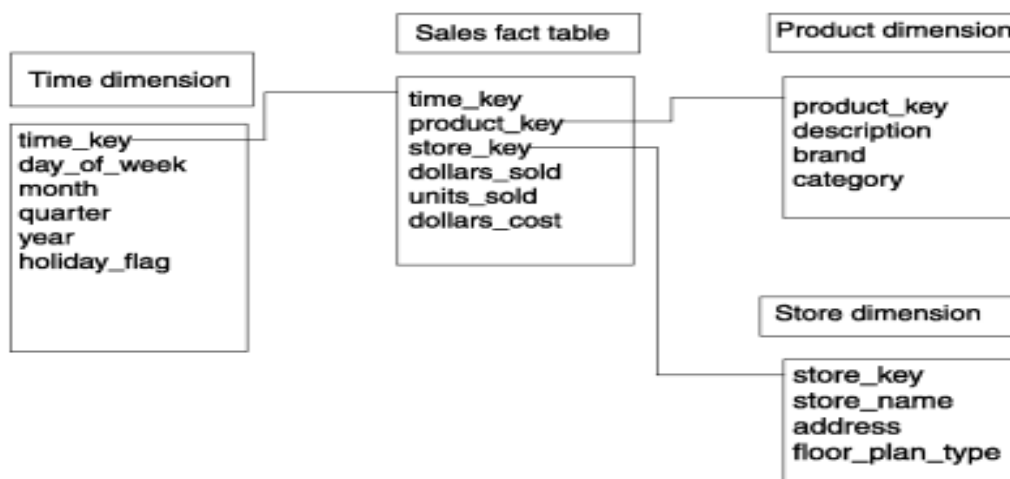 Time dimension
time_key
day_of_week
month
quarter
year
holiday_flag
Sales fact table
time_key
product_key
store_key
dollars_sold
units_sold
dollars_cost
Product dimension
product_key
description
brand
category
Store dimension
store_key
store_name
address
floor_plan_type